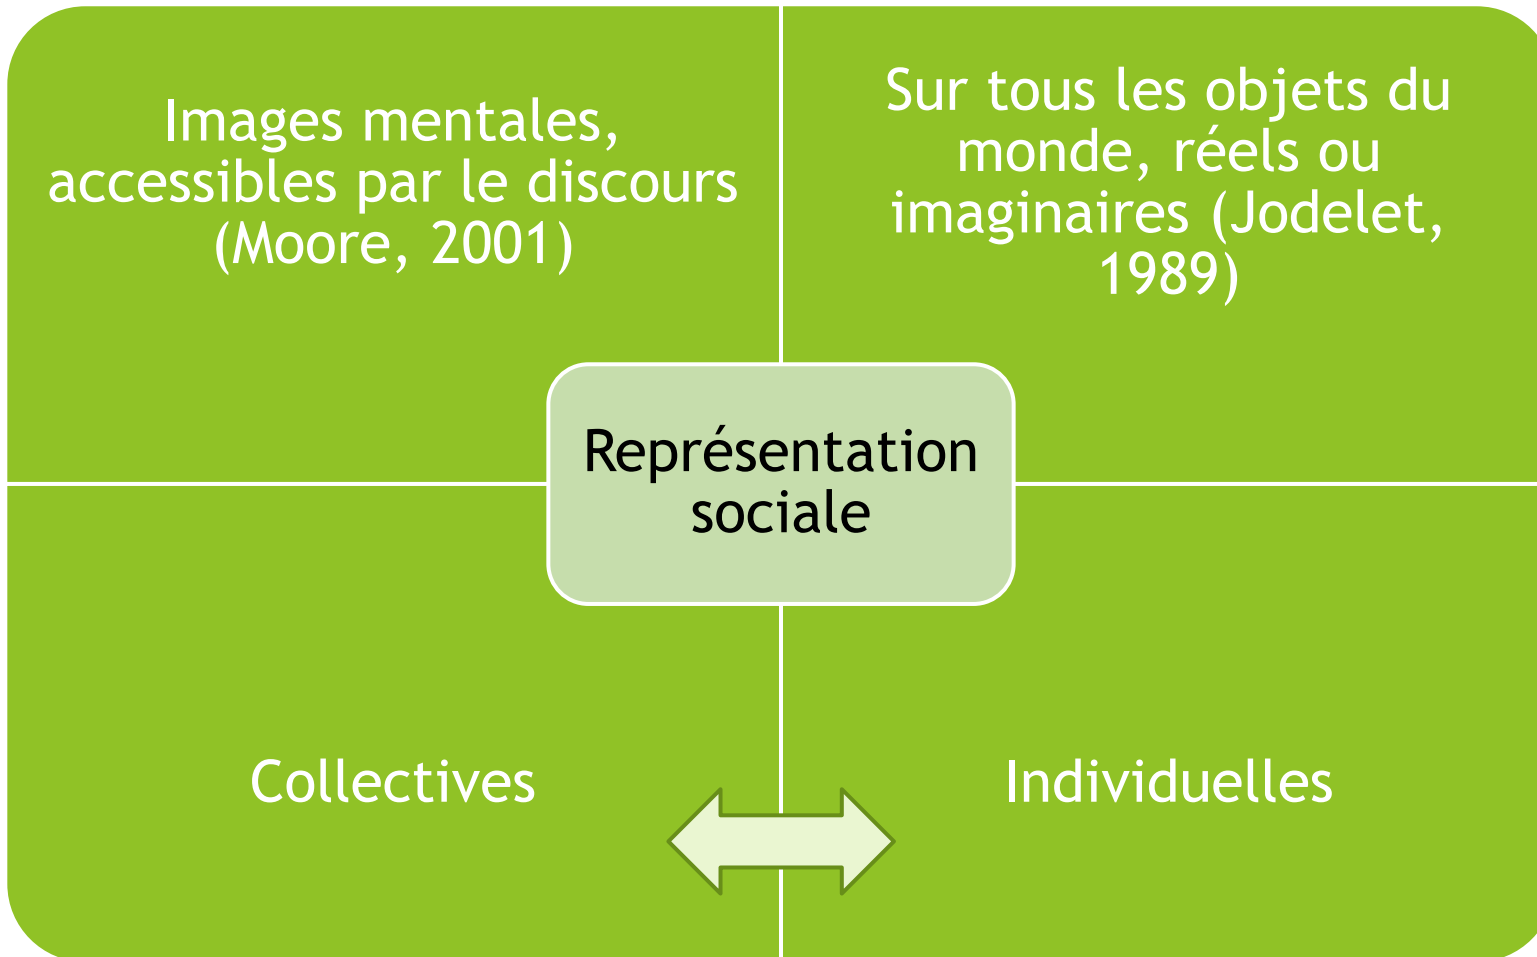 Images mentales,
accessibles par le discours
(Moore, 2001)
Sur tous les objets du
monde, réels ou
imaginaires (Jodelet,
1989)
Représentation
sociale
Collectives
Individuelles